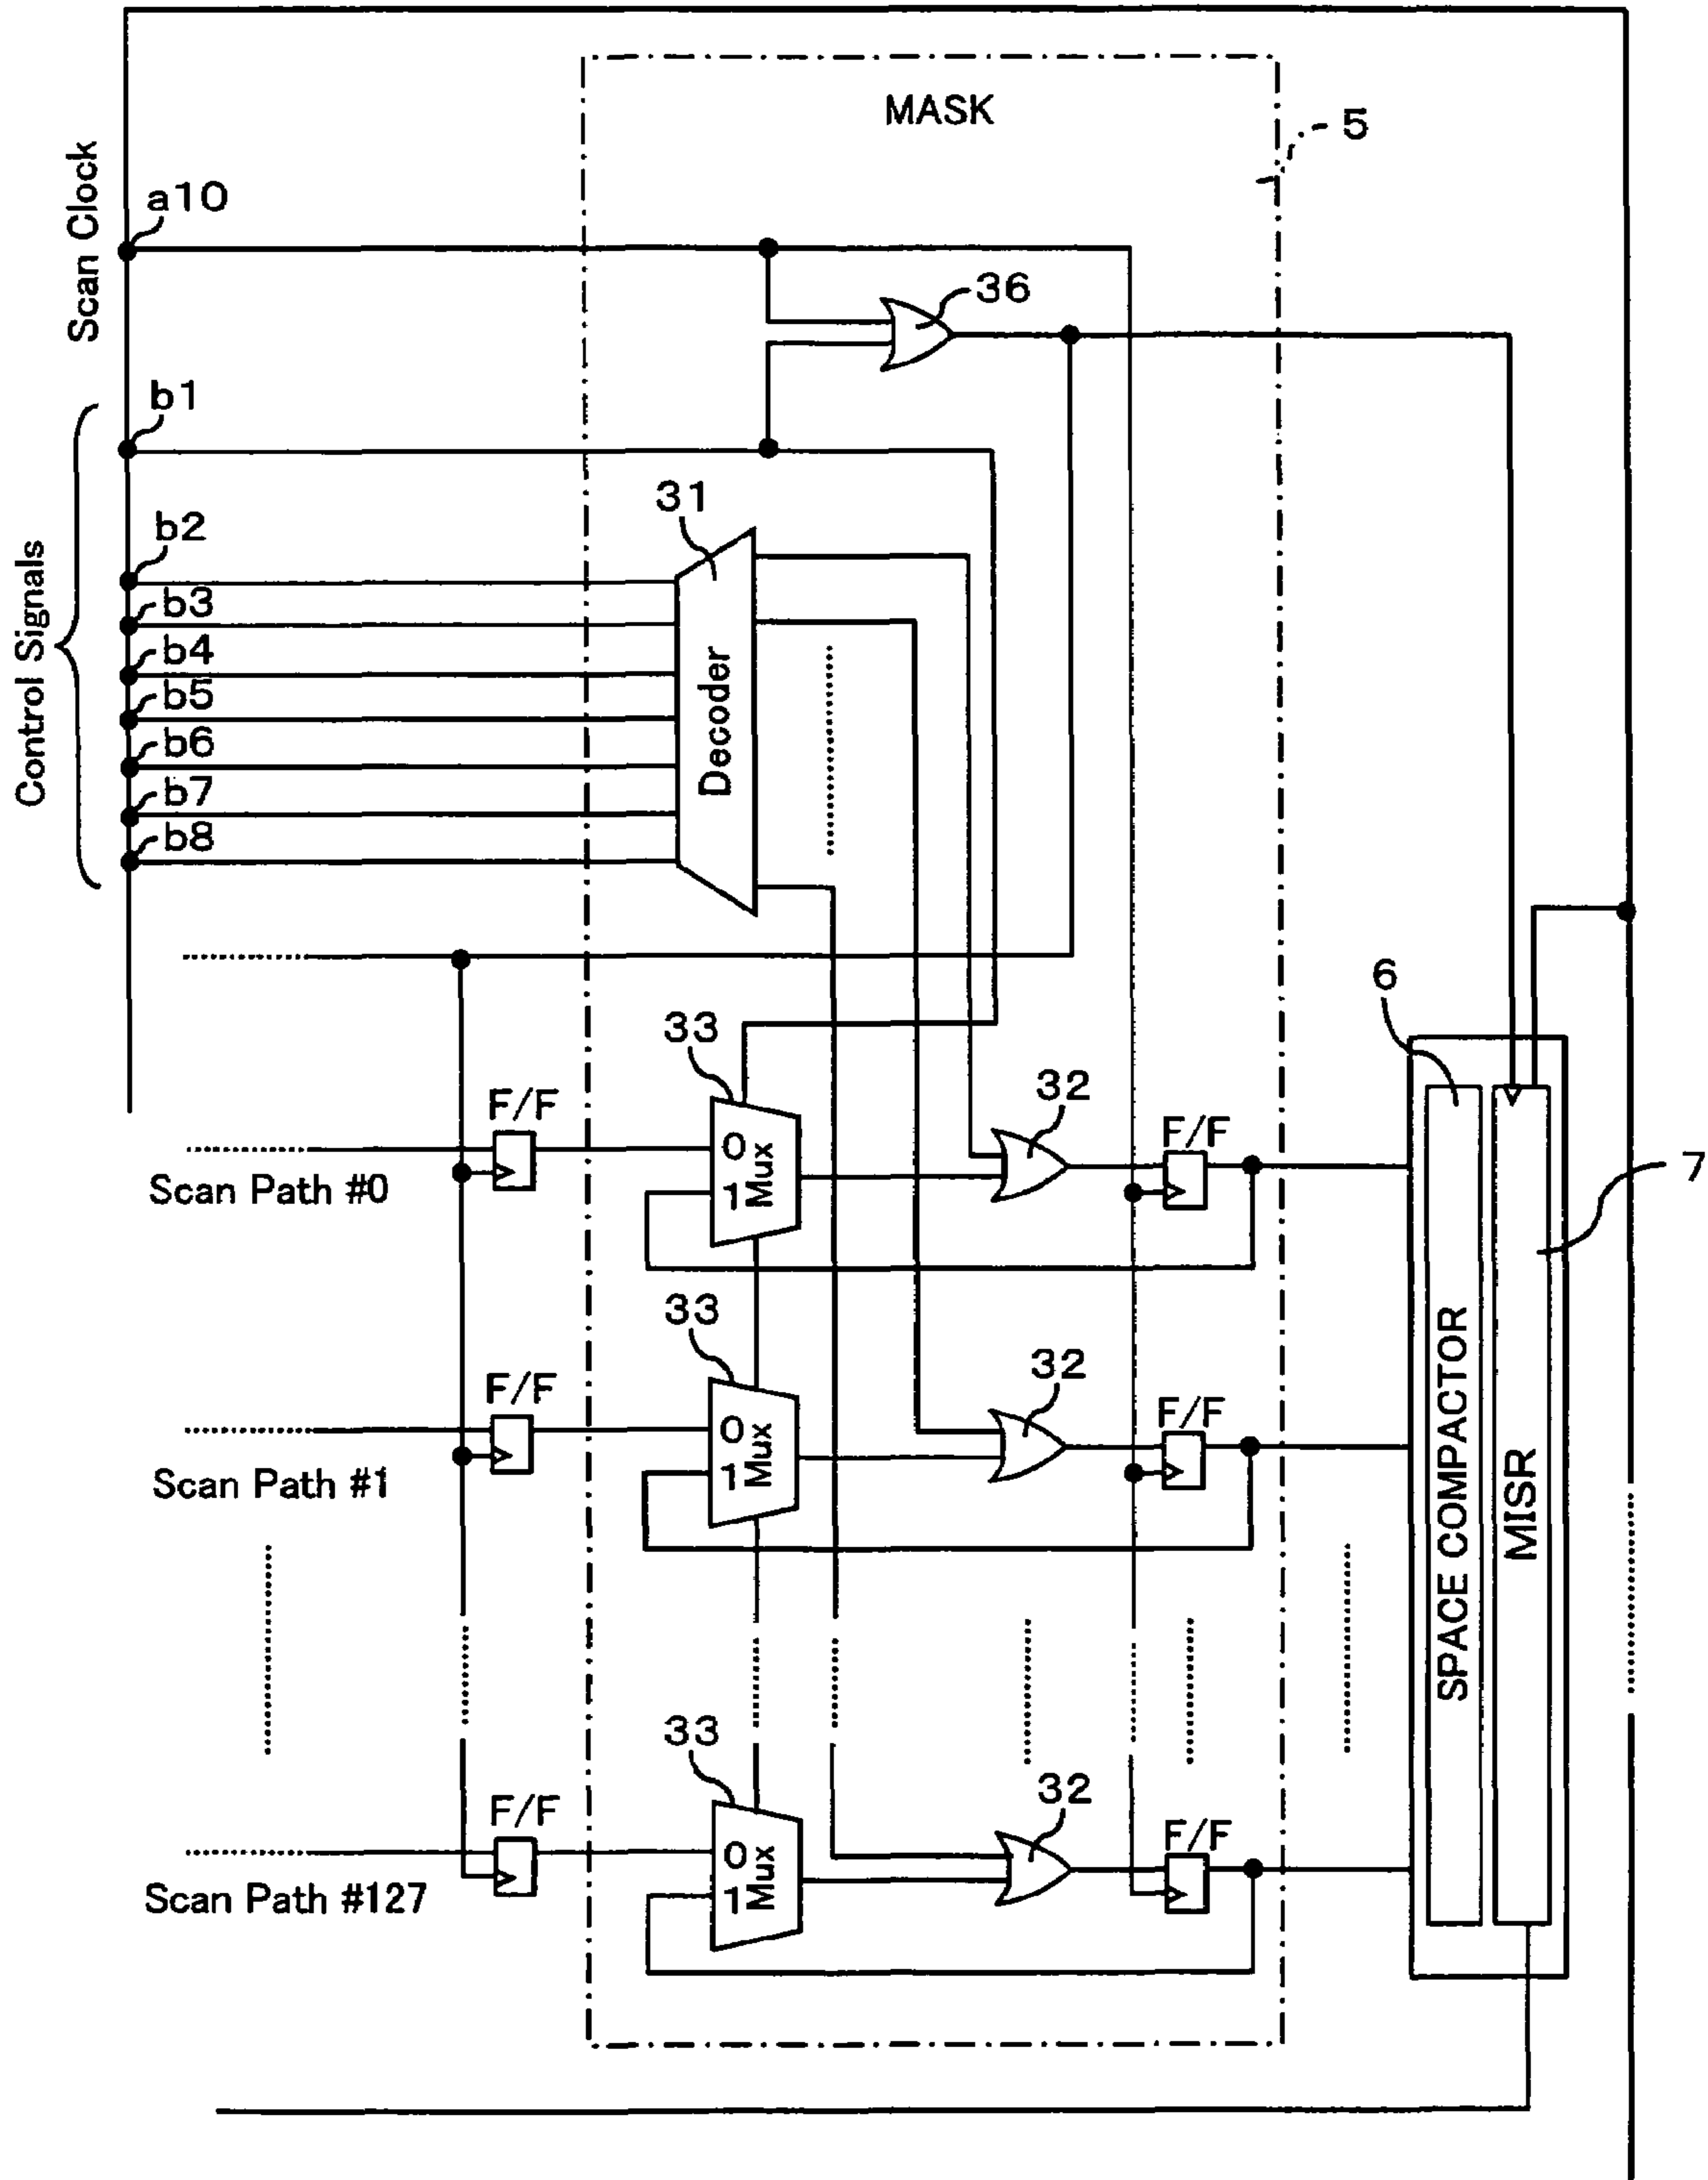 MASK
5
Scan Clock
a10
36
b1
Control Signals
31
b2
b3
b4
b5
b6
b7
b8
Decoder
6
33
32
F/F
F/F
0
1
Mux
Scan Path #0
7
33
32
F/F
F/F
0
1
Mux
Scan Path #1
SPACE COMPACTOR
MISR
33
32
F/F
F/F
0
1
Mux
Scan Path #127